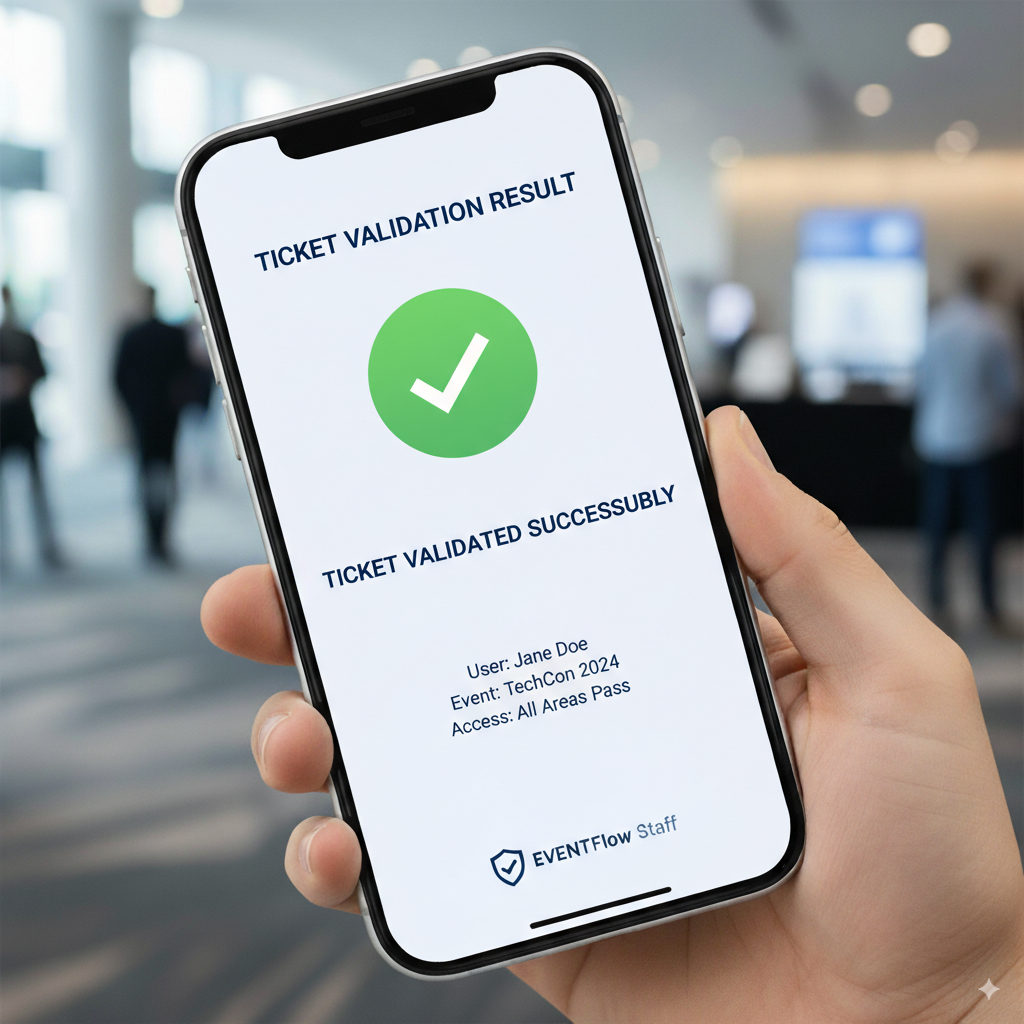 TICKET VALIDATION RESULT
TICKET VALIDATED SUCCESSUBLY
User: Jane Doe
Event: TechCon 2024
Access: All Areas Pass
EVENTFlow Staff